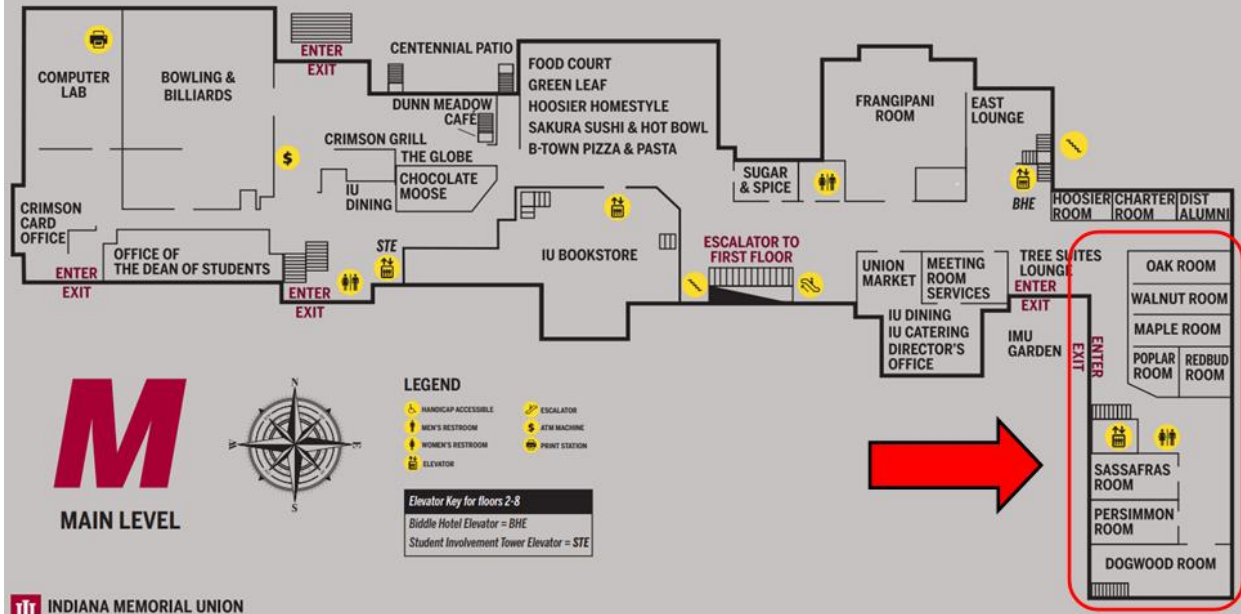 ENTER
EXIT
CENTENNIAL PATIO
COMPUTER
LAB
BOWLING &
BILLIARDS
FOOD COURT
GREEN LEAF
HOOSIER HOMESTYLE
SAKURA SUSHI & HOT BOWL
B-TOWN PIZZA & PASTA
DUNN MEADOW
CAFÉ
CRIMSON GRILL
THE GLOBE
CHOCOLATE
MOOSE
IU
DINING
$
FRANGIPANI
ROOM
EAST
LOUNGE
SUGAR
& SPICE
BHE
HOOSIER
ROOM
CHARTER
ROOM
DIST
ALUMNI
CRIMSON
CARD
OFFICE
OFFICE OF
THE DEAN OF STUDENTS
ENTER
EXIT
ENTER
EXIT
STE
IU BOOKSTORE
ESCALATOR TO
FIRST FLOOR
UNION
MARKET
MEETING
ROOM
SERVICES
TREE SUITES
LOUNGE
ENTER
EXIT
IU DINING
IU CATERING
DIRECTOR'S
OFFICE
IMU
GARDEN
ENTER
EXIT
OAK ROOM
WALNUT ROOM
MAPLE ROOM
POPLAR
ROOM
REDBUD
ROOM
SASSAFRAS
ROOM
PERSIMMON
ROOM
DOGWOOD ROOM
M
MAIN LEVEL
N
W
E
S
LEGEND
HANDICAP ACCESSIBLE
MEN'S RESTROOM
WOMEN'S RESTROOM
ELEVATOR
ESCALATOR
$ ATM MACHINE
PRINT STATION
Elevator Key for floors 2-8
Biddle Hotel Elevator = BHE
Student Involvement Tower Elevator = STE
INDIANA MEMORIAL UNION